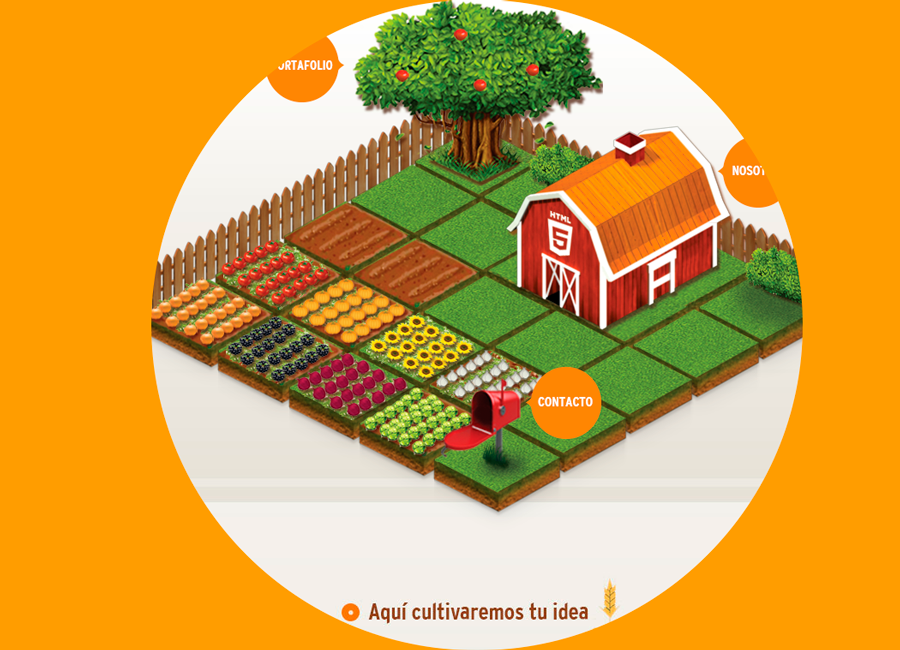 ORTAFOLIO
NOSOT
HTML
5
CONTACTO
Aquí cultivaremos tu idea